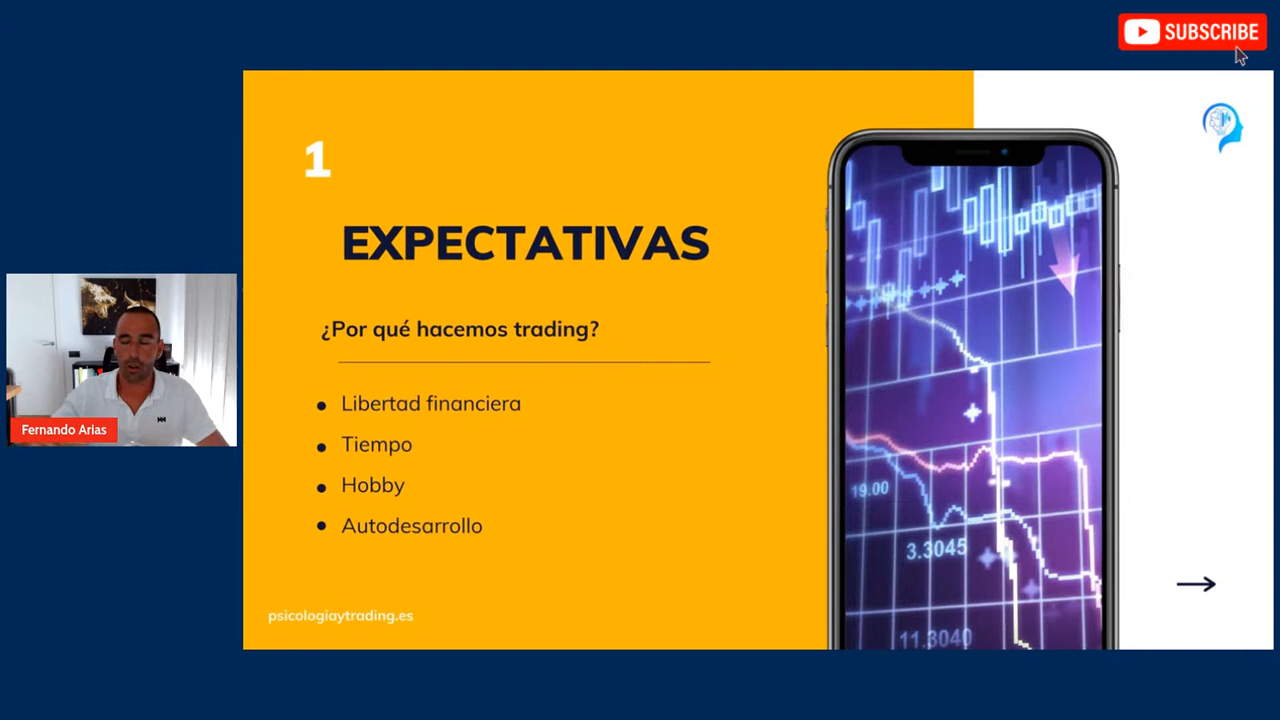 SUBSCRIBE
1
EXPECTATIVAS
¿Por qué hacemos trading?
Libertad financiera
Tiempo
Hobby
Autodesarrollo
psicologiaytrading.es
Fernando Arias
19.00
3.3045
11.3040